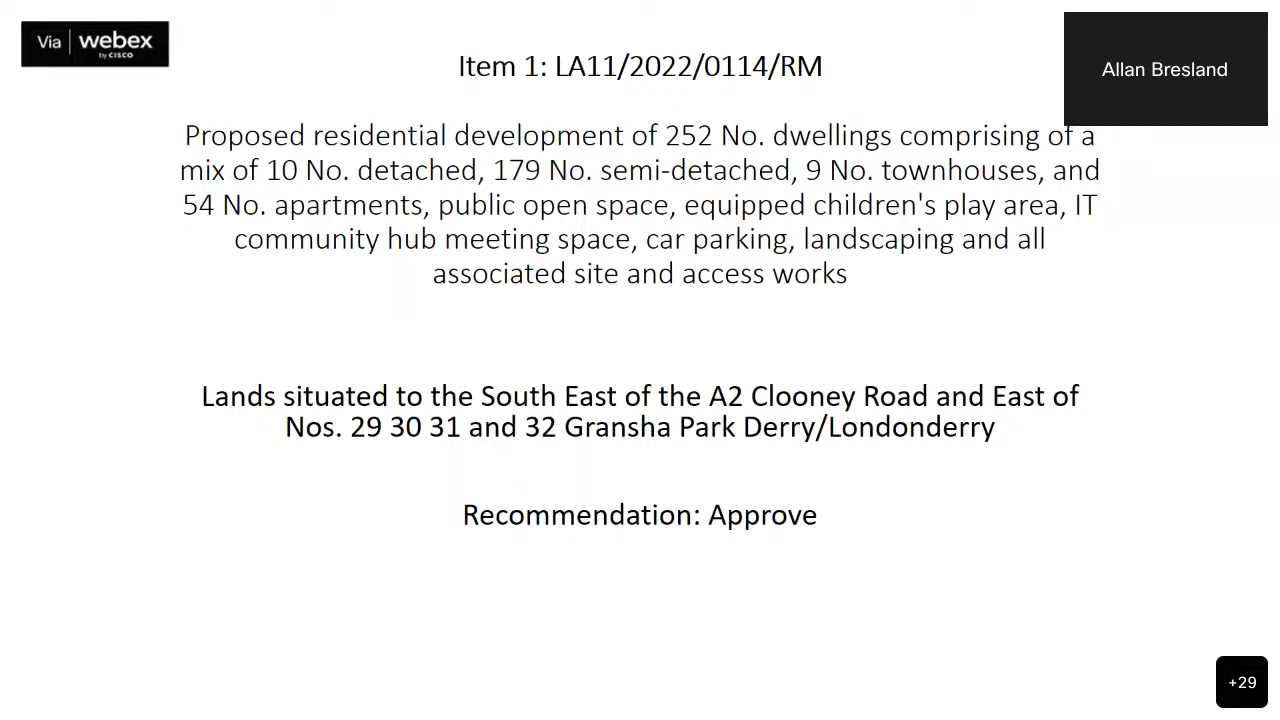 Via webex
by CISCO
Item 1: LA11/2022/0114/RM
Allan Bresland
Proposed residential development of 252 No. dwellings comprising of a
mix of 10 No. detached, 179 No. semi-detached, 9 No. townhouses, and
54 No. apartments, public open space, equipped children's play area, IT
community hub meeting space, car parking, landscaping and all
associated site and access works
Lands situated to the South East of the A2 Clooney Road and East of
Nos. 29 30 31 and 32 Gransha Park Derry/Londonderry
Recommendation: Approve
+29